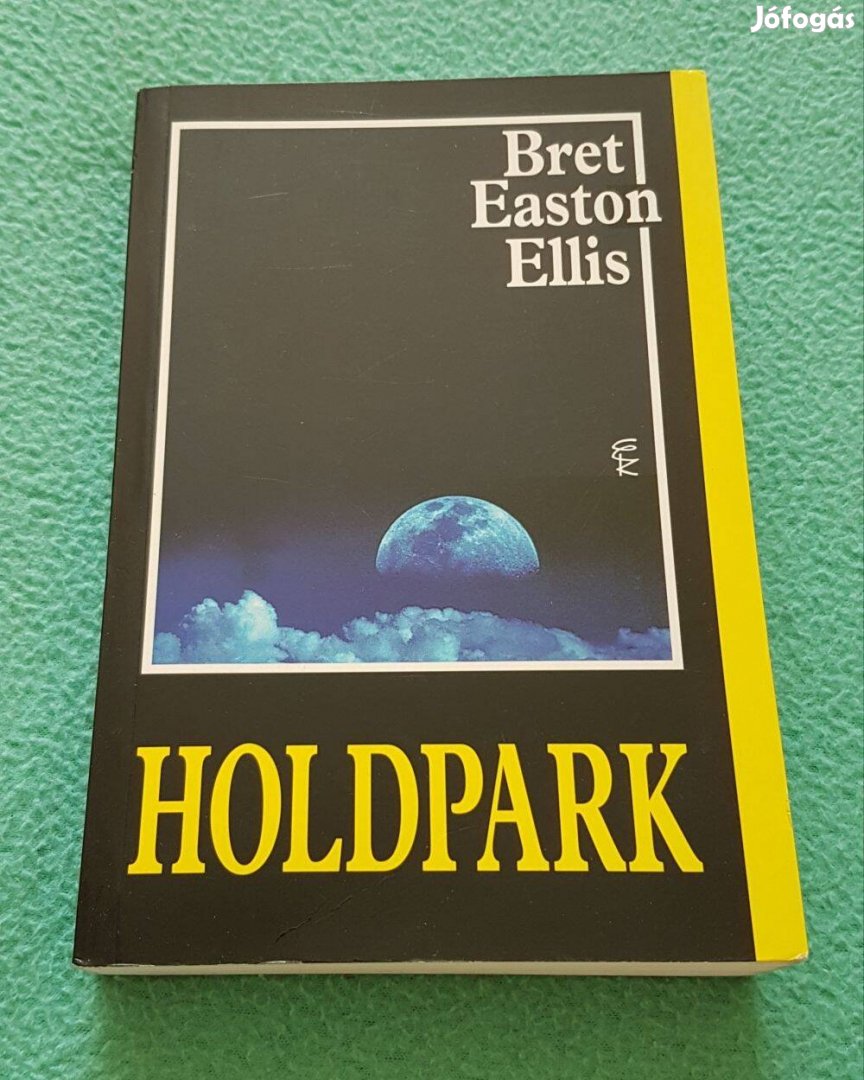 Jófogás
Bret
Easton
Ellis
HOLDPARK